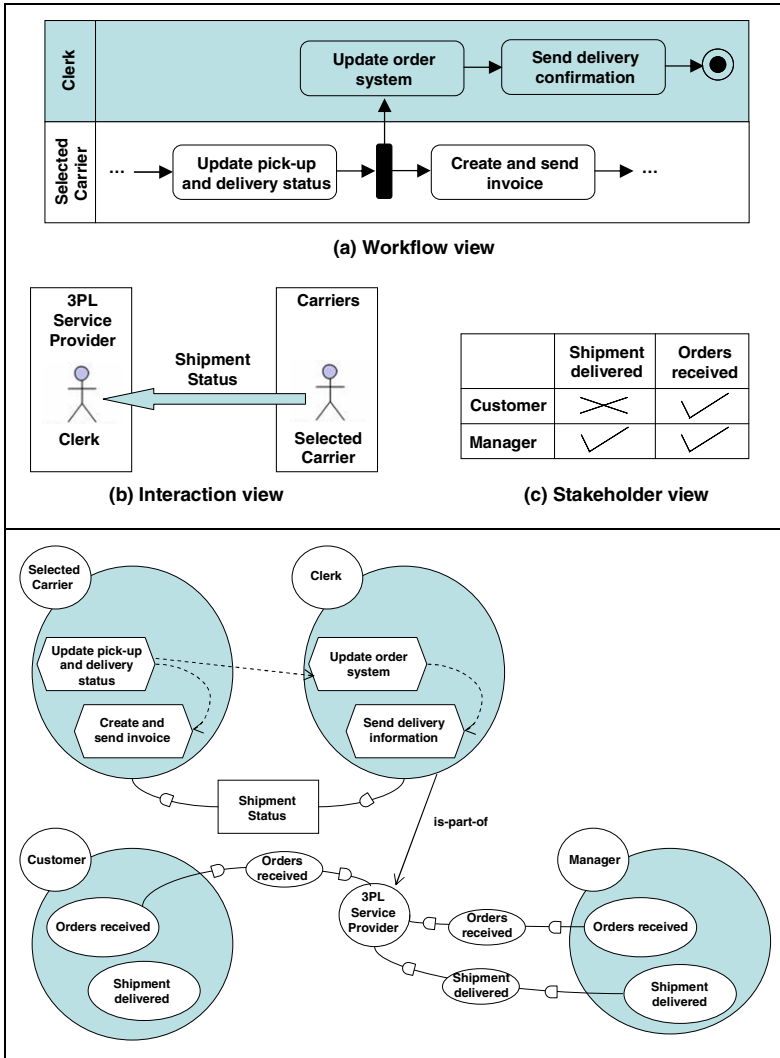 Clerk
Update order
system
Send delivery
confirmation
Selected
Carrier
...
Update pick-up
and delivery status
Create and send
invoice
...
(a) Workflow view
3PL
Service
Provider
Clerk
Shipment
Status
Carriers
Selected
Carrier
(b) Interaction view
Shipment
delivered
Orders
received
Customer
Manager
(c) Stakeholder view
Selected
Carrier
Update pick-up
and delivery
status
Create and
send invoice
Clerk
Update order
system
Send delivery
information
Shipment
Status
is-part-of
Customer
Orders received
Shipment
delivered
Orders
received
3PL
Service
Provider
Orders
received
Shipment
delivered
Manager
Orders received
Shipment
delivered